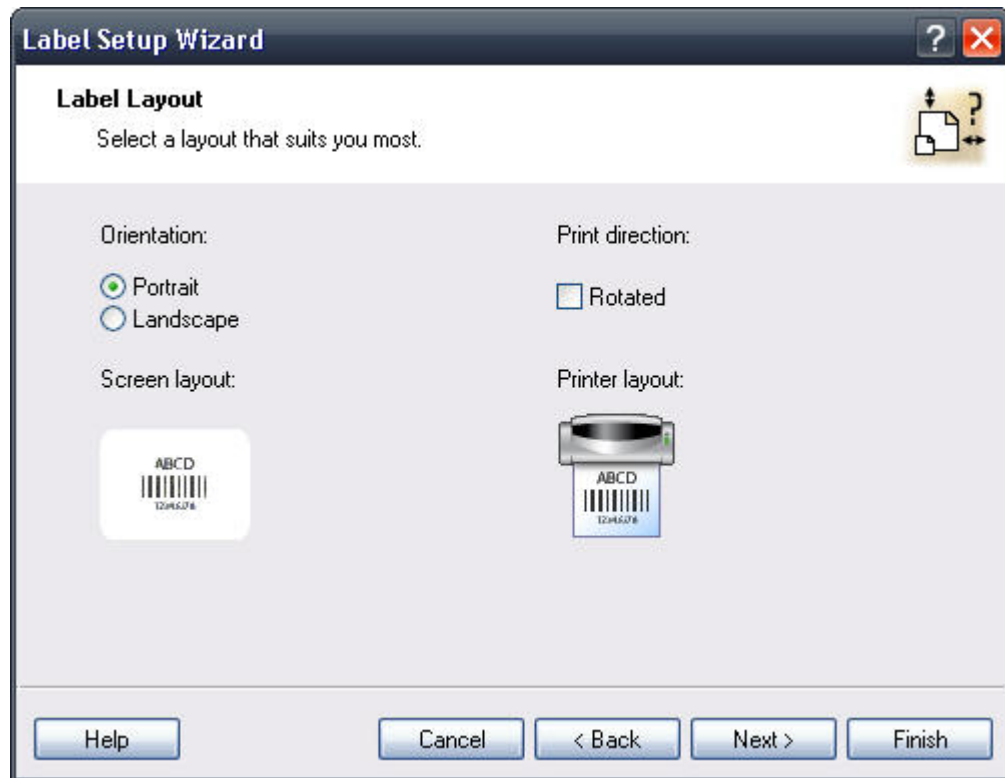 Label Setup Wizard
Label Layout
Select a layout that suits you most.
Orientation:
Print direction:
Portrait
Rotated
Landscape
Screen layout:
Printer layout:
ABCD
ABCD
Help
Cancel
< Back
Next >
Finish